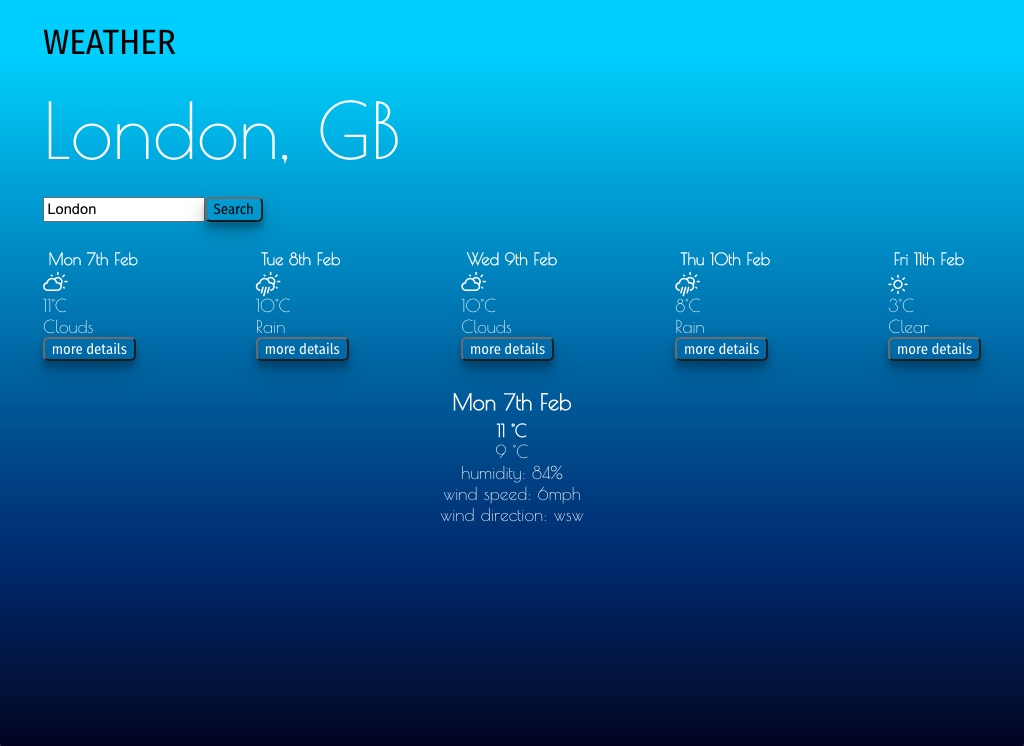 WEATHER
London, GB
London Search
Mon 7th Feb Tue 8th Feb Wed 9th Feb Thu 10th Feb Fri 11th Feb
11°C 10°C 10°C 8°C 3°C
Clouds Rain Clouds Rain Clear
more details more details more details more details more details
Mon 7th Feb
11 °C
9 °C
humidity: 84%
wind speed: 6mph
wind direction: wsw